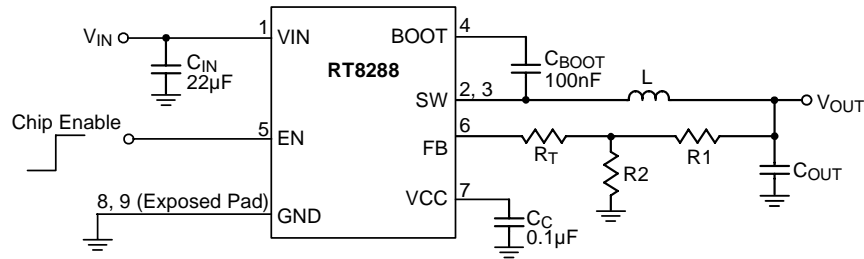 VIN
1
VIN
CIN
22µF
RT8288
BOOT
4
CBOOT
100nF
SW
2, 3
L
VOUT
Chip Enable
5
EN
FB
6
RT
R1
R2
COUT
8, 9 (Exposed Pad)
GND
VCC
7
CC
0.1µF